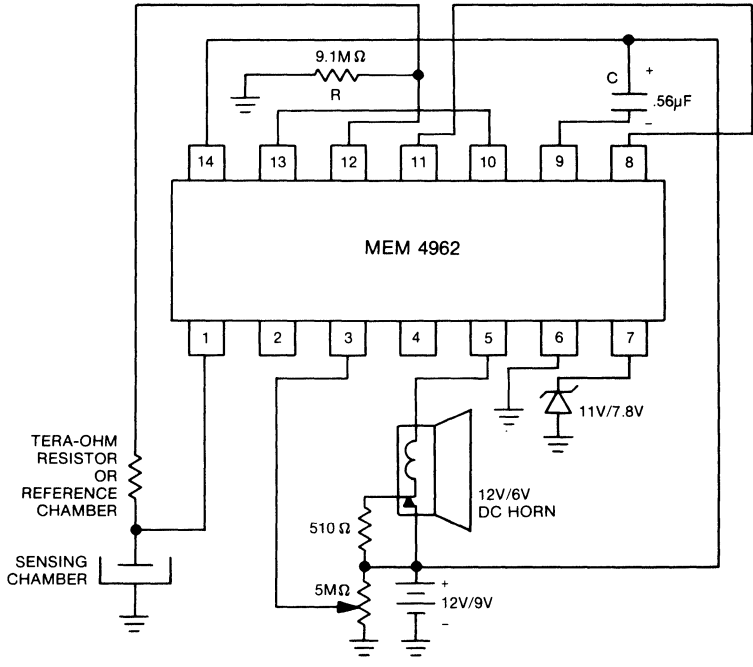 9.1MΩ
R
C
+
.56μF
−
14
13
12
11
10
9
8
MEM 4962
1
2
3
4
5
6
7
11V/7.8V
TERA-OHM
RESISTOR
OR
REFERENCE
CHAMBER
12V/6V
DC HORN
510 Ω
SENSING
CHAMBER
5MΩ
+
12V/9V
−